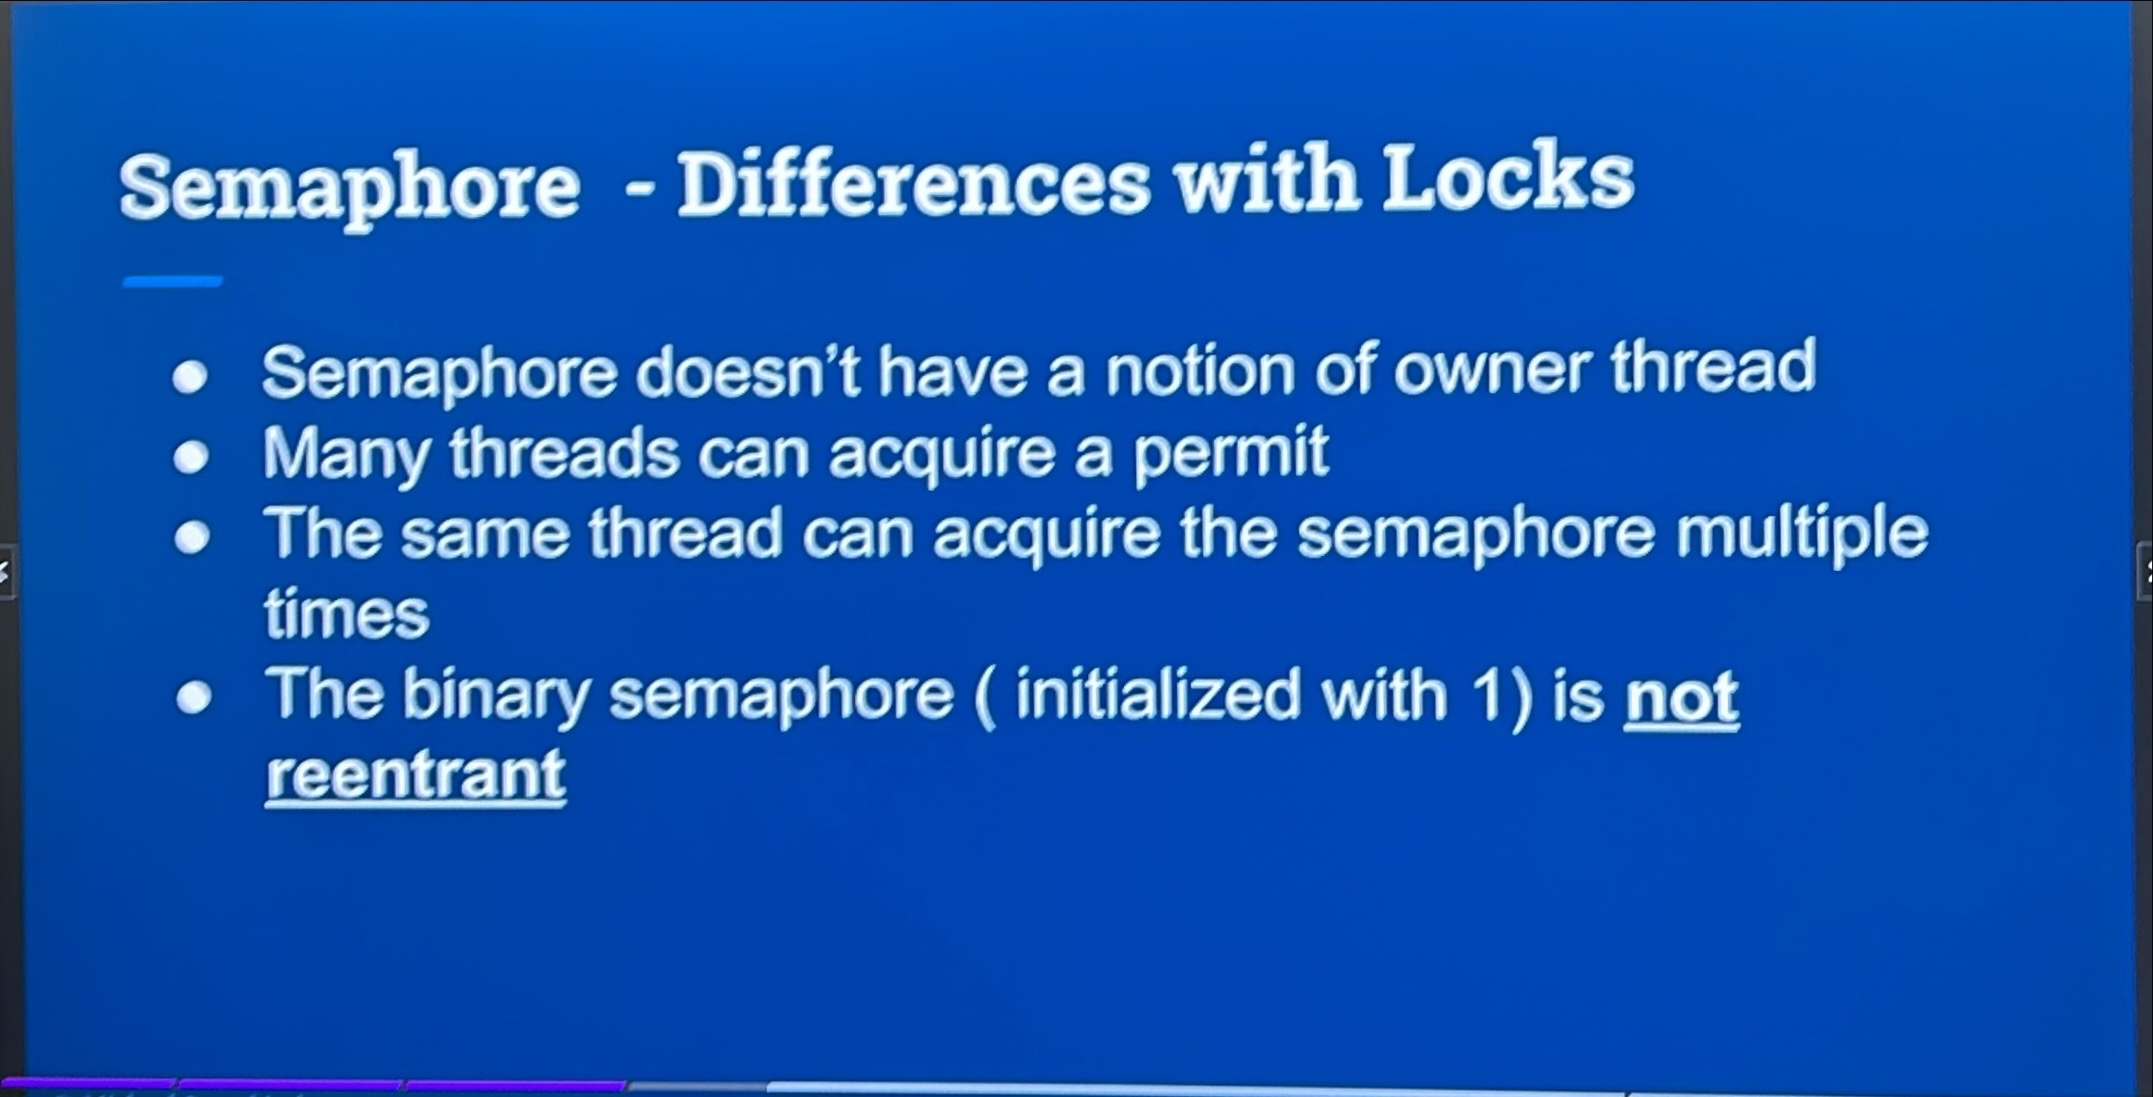 Semaphore - Differences with Locks
● Semaphore doesn't have a notion of owner thread
● Many threads can acquire a permit
● The same thread can acquire the semaphore multiple
times
● The binary semaphore ( initialized with 1) is not
reentrant